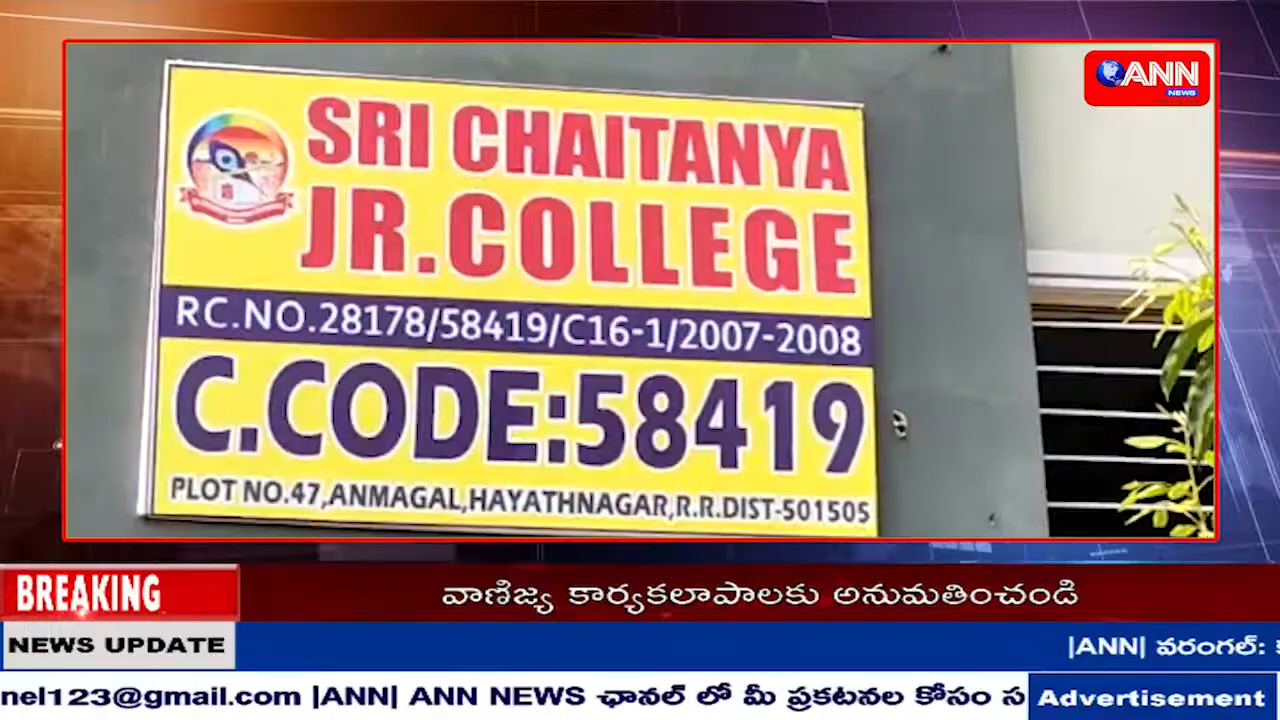 ANN
NEWS
SRI CHAITANYA
JR.COLLEGE
RC.NO.28178/58419/C16-1/2007-2008
C.CODE:58419
PLOT NO.47,ANMAGAL,HAYATHNAGAR,R.R.DIST-501505
BREAKING
వాణిజ్య కార్యకలాపాలకు అనుమతించండి
NEWS UPDATE
|ANN| వరంగల్:
nel123@gmail.com |ANN| ANN NEWS ఛానల్ లో మీ ప్రకటనల కోసం స
Advertisement